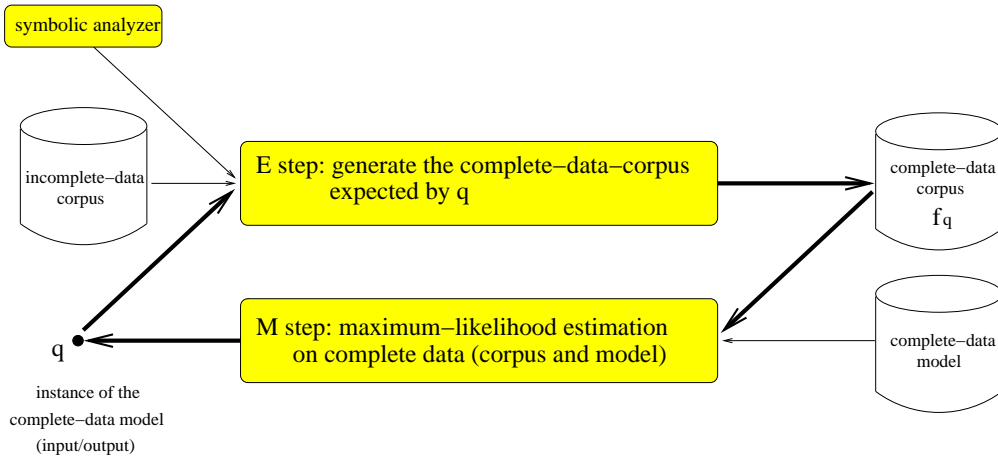 symbolic analyzer
incomplete−data
corpus
E step: generate the complete−data−corpus
expected by q
complete−data
corpus
fq
q
instance of the
complete−data model
(input/output)
M step: maximum−likelihood estimation
on complete data (corpus and model)
complete−data
model